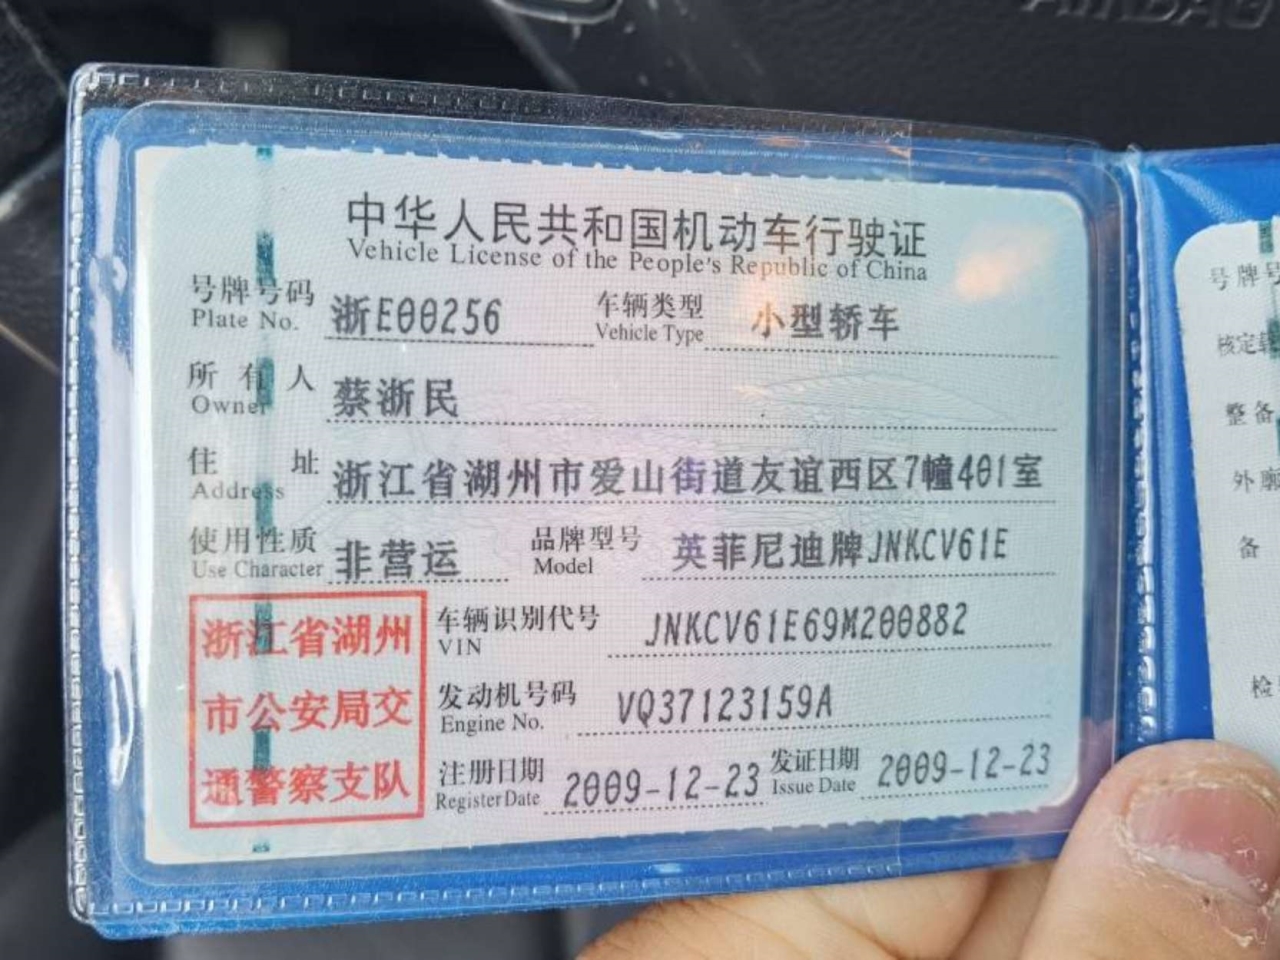 AIRBAG
中华人民共和国机动车行驶证
Vehicle License of the People's Republic of China
号牌号码 浙E00256 车辆类型 小型轿车
Plate No. Vehicle Type
所有人 蔡浙民
Owner
住址 浙江省湖州市爱山街道友谊西区7幢401室
Address
使用性质 非营运 品牌型号 英菲尼迪牌JNKCV61E
Use Character Model
浙江省湖州
市公安局交
通警察支队
车辆识别代号 JNKCV61E69M200882
VIN
发动机号码 VQ37123159A
Engine No.
注册日期 2009-12-23 发证日期 2009-12-23
Register Date Issue Date
号牌号
核定载
整备
外廓
备
检